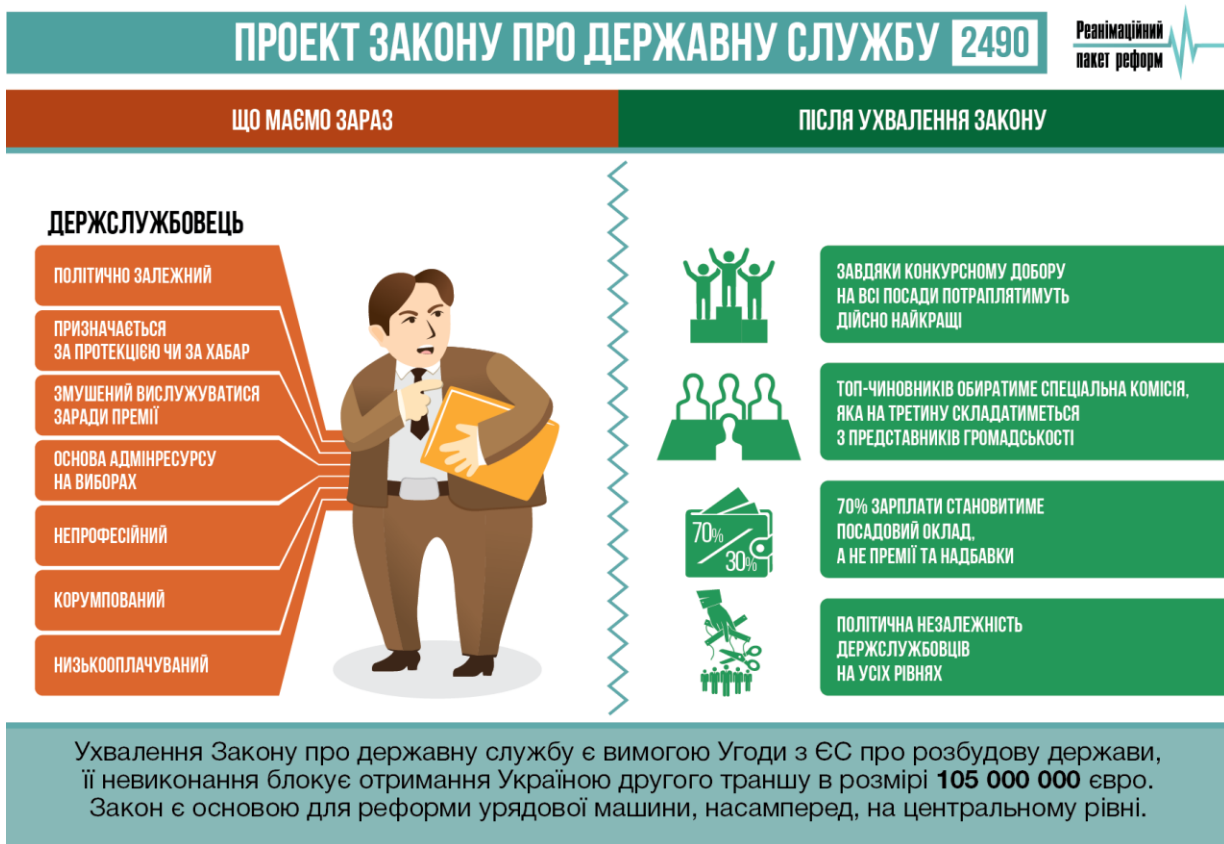 ПРОЕКТ ЗАКОНУ ПРО ДЕРЖАВНУ СЛУЖБУ 2490
Реанімаційний
пакет реформ
ЩО МАЄМО ЗАРАЗ
ПІСЛЯ УХВАЛЕННЯ ЗАКОНУ
ДЕРЖСЛУЖБОВЕЦЬ
ПОЛІТИЧНО ЗАЛЕЖНИЙ
ПРИЗНАЧАЄТЬСЯ
ЗА ПРОТЕКЦІЄЮ ЧИ ЗА ХАБАР
ЗМУШЕНИЙ ВИСЛУЖУВАТИСЯ
ЗАРАДИ ПРЕМІЇ
ОСНОВА АДМІНРЕСУРСУ
НА ВИБОРАХ
НЕПРОФЕСІЙНИЙ
КОРУМПОВАНИЙ
НИЗЬКООПЛАЧУВАНИЙ
ЗАВДЯКИ КОНКУРСНОМУ ДОБОРУ
НА ВСІ ПОСАДИ ПОТРАПЛЯТИМУТЬ
ДІЙСНО НАЙКРАЩІ
ТОП-ЧИНОВНИКІВ ОБИРАТИМЕ СПЕЦІАЛЬНА КОМІСІЯ,
ЯКА НА ТРЕТИНУ СКЛАДАТИМЕТЬСЯ
З ПРЕДСТАВНИКІВ ГРОМАДСЬКОСТІ
70%
30%
70% ЗАРПЛАТИ СТАНОВИТИМЕ
ПОСАДОВИЙ ОКЛАД,
А НЕ ПРЕМІЇ ТА НАДБАВКИ
ПОЛІТИЧНА НЕЗАЛЕЖНІСТЬ
ДЕРЖСЛУЖБОВЦІВ
НА УСІХ РІВНЯХ
Ухвалення Закону про державну службу є вимогою Угоди з ЄС про розбудову держави,
її невиконання блокує отримання Україною другого траншу в розмірі 105 000 000 євро.
Закон є основою для реформи урядової машини, насамперед, на центральному рівні.